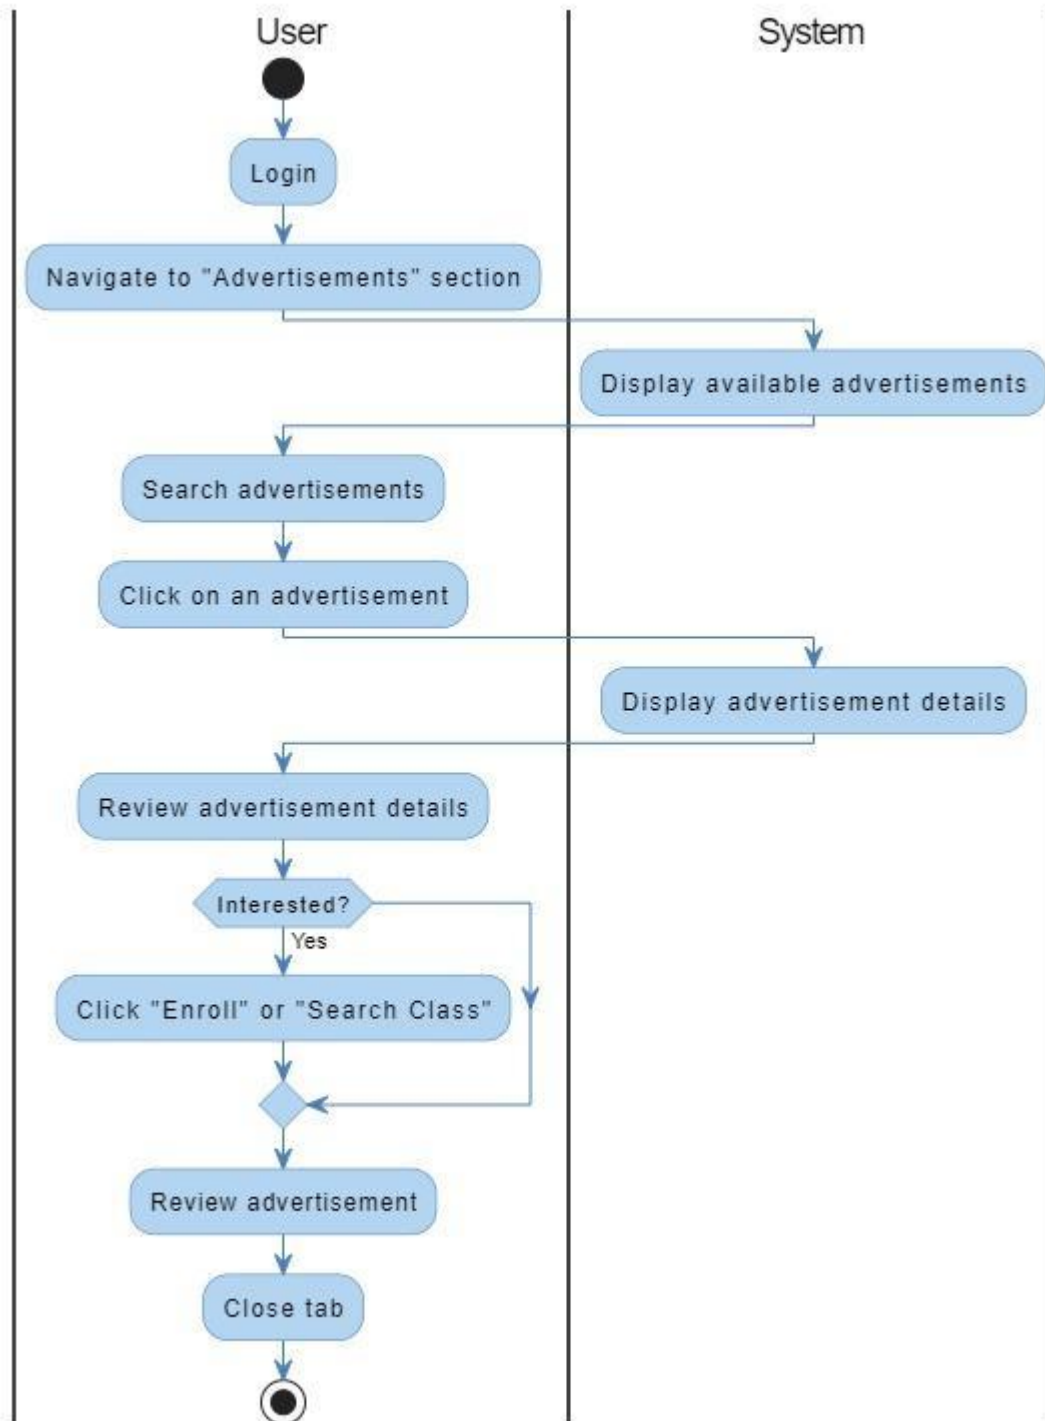 User
System
Login
Navigate to "Advertisements" section
Display available advertisements
Search advertisements
Click on an advertisement
Display advertisement details
Review advertisement details
Interested?
Yes
Click "Enroll" or "Search Class"
Review advertisement
Close tab